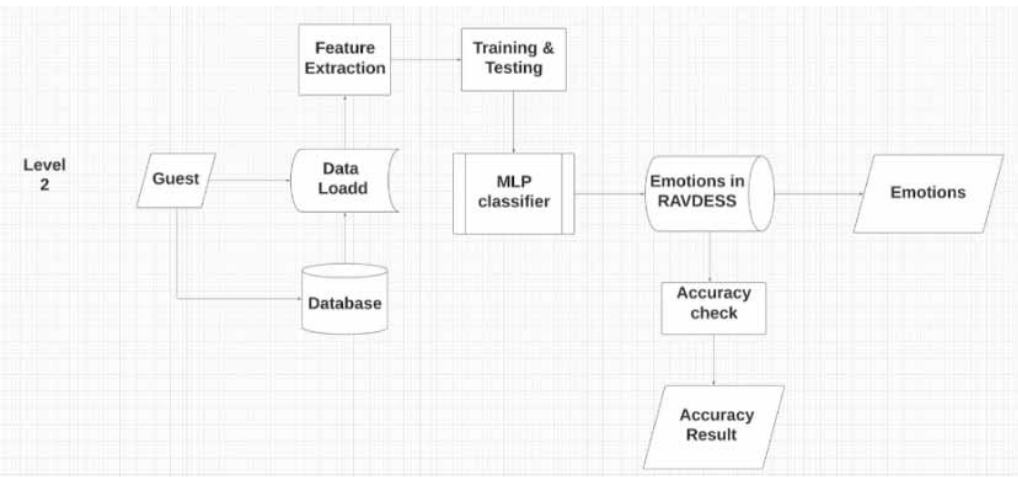 Level
2
Guest
Feature
Extraction
Data
Loadd
Database
Training &
Testing
MLP
classifier
Emotions in
RAVDESS
Emotions
Accuracy
check
Accuracy
Result